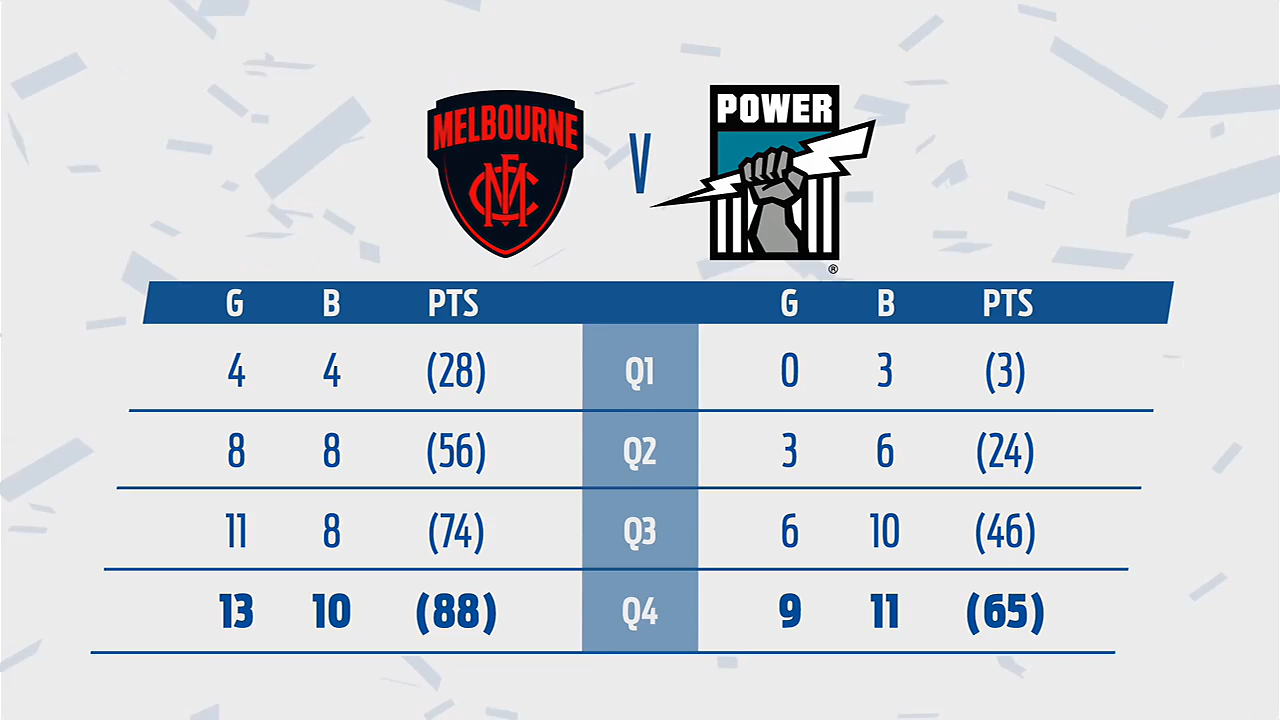 MELBOURNE
MFC
V
POWER
®
G B PTS G B PTS
4 4 (28) Q1 0 3 (3)
8 8 (56) Q2 3 6 (24)
11 8 (74) Q3 6 10 (46)
13 10 (88) Q4 9 11 (65)